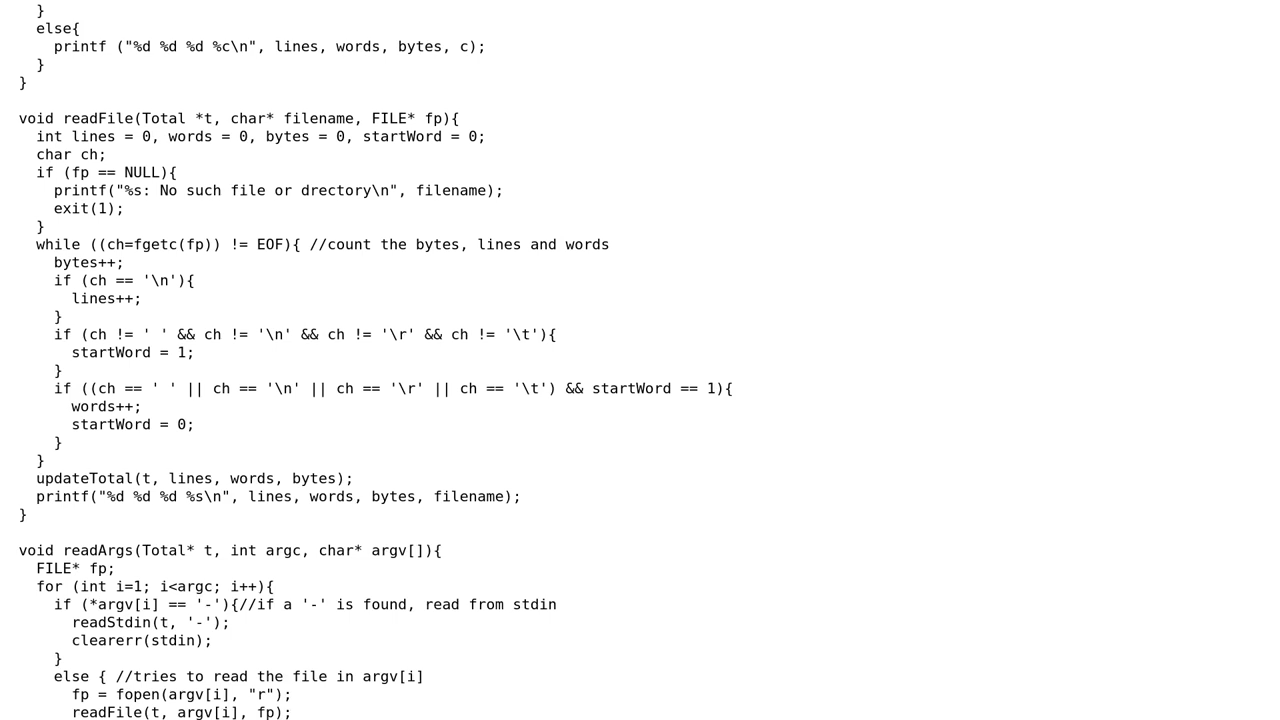 }
  else{
    printf ("%d %d %d %c\n", lines, words, bytes, c);
  }
}

void readFile(Total *t, char* filename, FILE* fp){
  int lines = 0, words = 0, bytes = 0, startWord = 0;
  char ch;
  if (fp == NULL){
    printf("%s: No such file or drectory\n", filename);
    exit(1);
  }
  while ((ch=fgetc(fp)) != EOF){ //count the bytes, lines and words
    bytes++;
    if (ch == '\n'){
      lines++;
    }
    if (ch != ' ' && ch != '\n' && ch != '\r' && ch != '\t'){
      startWord = 1;
    }
    if ((ch == ' ' || ch == '\n' || ch == '\r' || ch == '\t') && startWord == 1){
      words++;
      startWord = 0;
    }
  }
  updateTotal(t, lines, words, bytes);
  printf("%d %d %d %s\n", lines, words, bytes, filename);
}

void readArgs(Total* t, int argc, char* argv[]){
  FILE* fp;
  for (int i=1; i<argc; i++){
    if (*argv[i] == '-'){//if a '-' is found, read from stdin
      readStdin(t, '-');
      clearerr(stdin);
    }
    else { //tries to read the file in argv[i]
      fp = fopen(argv[i], "r");
      readFile(t, argv[i], fp);